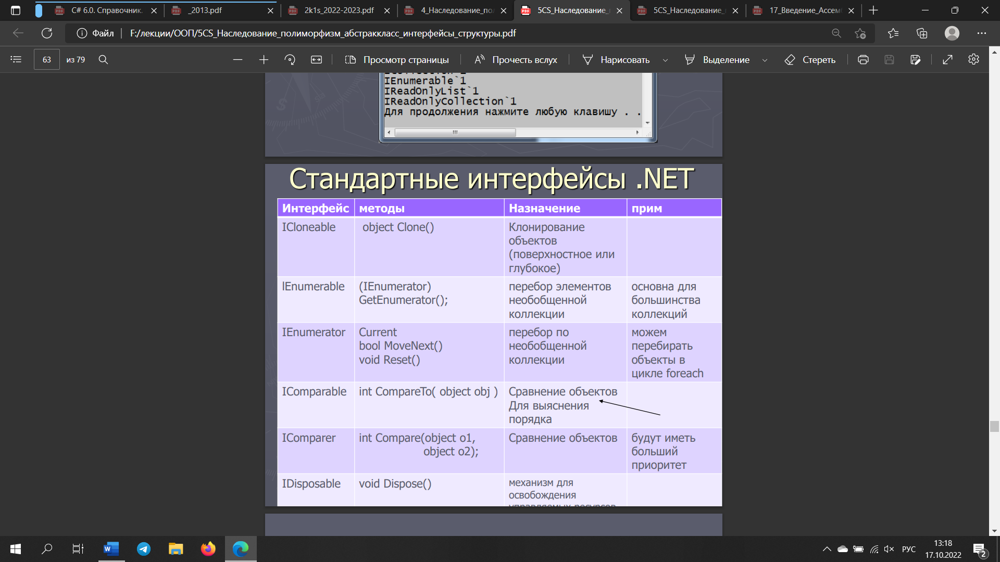 C# 6.0. Справочник.
_2013.pdf
2k1s_2022-2023.pdf
4_Наследование_по
5CS_Наследование_
5CS_Наследование_
17_Введение_Ассем
Файл
F:/лекции/ООП/5CS_Наследование_полиморфизм_абстракласс_интерфейсы_структуры.pdf
63
из 79
Просмотр страницы
Прочесть вслух
Нарисовать
Выделение
Стереть
IEnumerable`1
IReadOnlyList`1
IReadOnlyCollection`1
Для продолжения нажмите любую клавишу . .
Стандартные интерфейсы .NET
Интерфейс
методы
Назначение
прим
ICloneable
object Clone()
Клонирование
объектов
(поверхностное или
глубокое)
lEnumerable
(IEnumerator)
GetEnumerator();
перебор элементов
необобщенной
коллекции
основна для
большинства
коллекций
IEnumerator
Current
bool MoveNext()
void Reset()
перебор по
необобщенной
коллекции
можем
перебирать
объекты в
цикле foreach
IComparable
int CompareTo( object obj )
Сравнение объектов
Для выяснения
порядка
IComparer
int Compare(object o1,
object o2);
Сравнение объектов
будут иметь
больший
приоритет
IDisposable
void Dispose()
механизм для
освобождения
управляемых ресурсов
РУС
13:18
17.10.2022
2